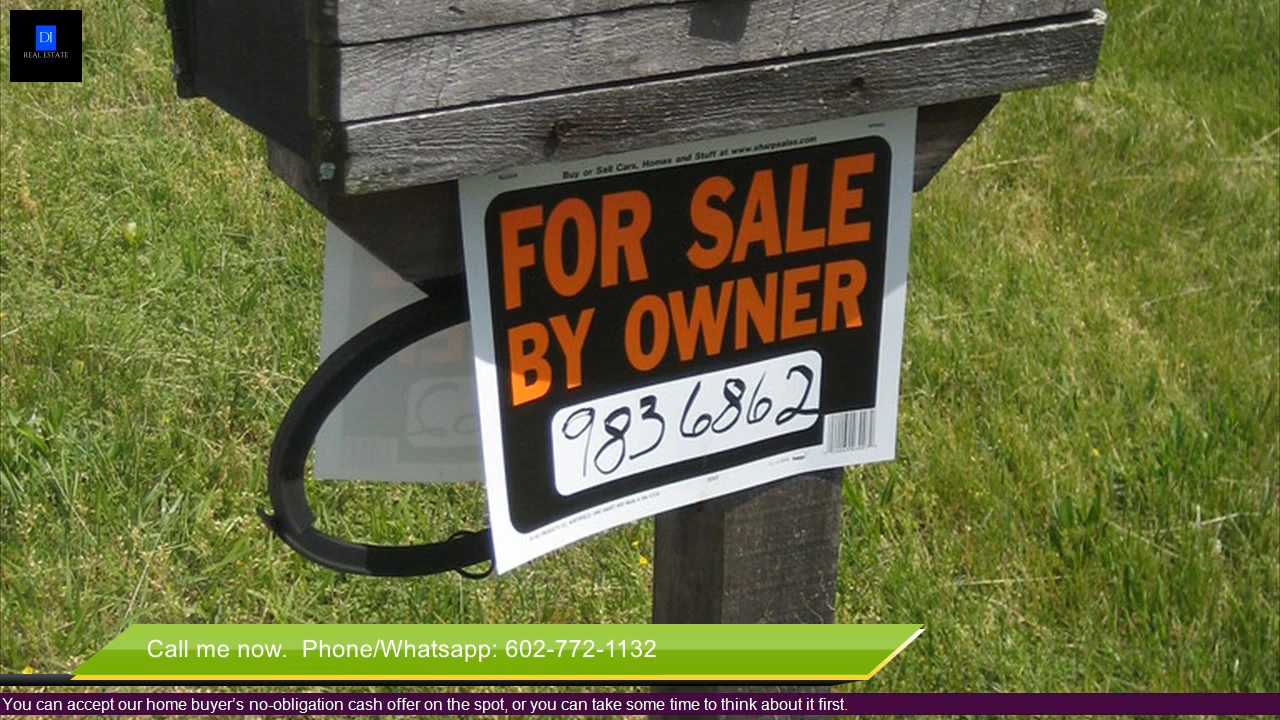 DI
REAL ESTATE
Buy or Sell Cars, Homes and Stuff at www.sharpsales.com
FOR SALE
BY OWNER
983 6862
Call me now.  Phone/Whatsapp: 602-772-1132
You can accept our home buyer’s no-obligation cash offer on the spot, or you can take some time to think about it first.